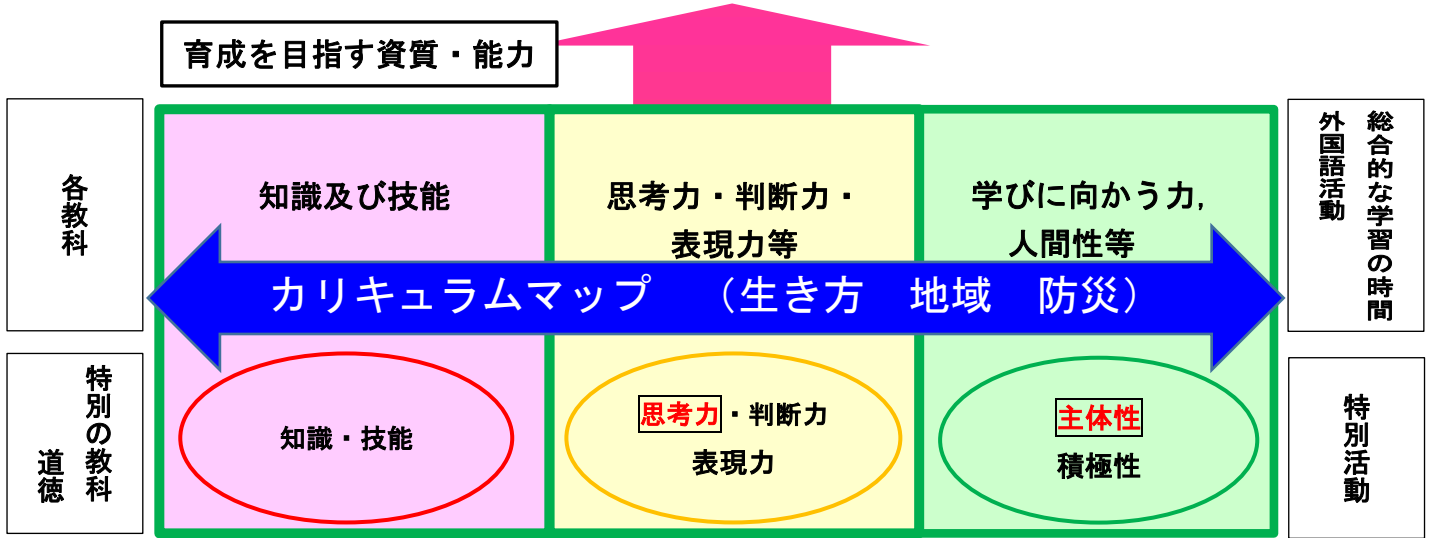 育成を目指す資質・能力
各教科
特別の教科
道徳
知識及び技能
思考力・判断力・
表現力等
学びに向かう力,
人間性等
カリキュラムマップ　（生き方　地域　防災）
知識・技能
思考力・判断力
表現力
主体性
積極性
総合的な学習の時間
外国語活動
特別活動